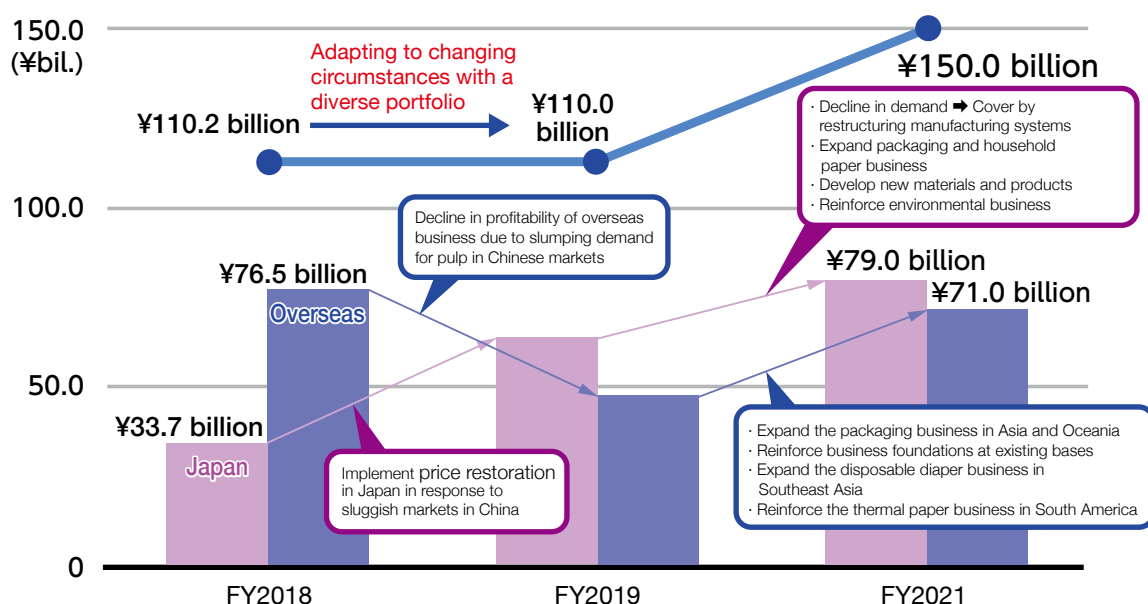 150.0
(¥bil.)
Adapting to changing
circumstances with a
diverse portfolio
¥110.2 billion
¥110.0
billion
¥150.0 billion
· Decline in demand ➡ Cover by
restructuring manufacturing systems
· Expand packaging and household
paper business
· Develop new materials and products
· Reinforce environmental business
100.0
Decline in profitability of overseas
business due to slumping demand
for pulp in Chinese markets
¥76.5 billion
Overseas
¥79.0 billion
¥71.0 billion
50.0
¥33.7 billion
Japan
Implement price restoration
in Japan in response to
sluggish markets in China
· Expand the packaging business in Asia and Oceania
· Reinforce business foundations at existing bases
· Expand the disposable diaper business in
Southeast Asia
· Reinforce the thermal paper business in South America
0
FY2018
FY2019
FY2021